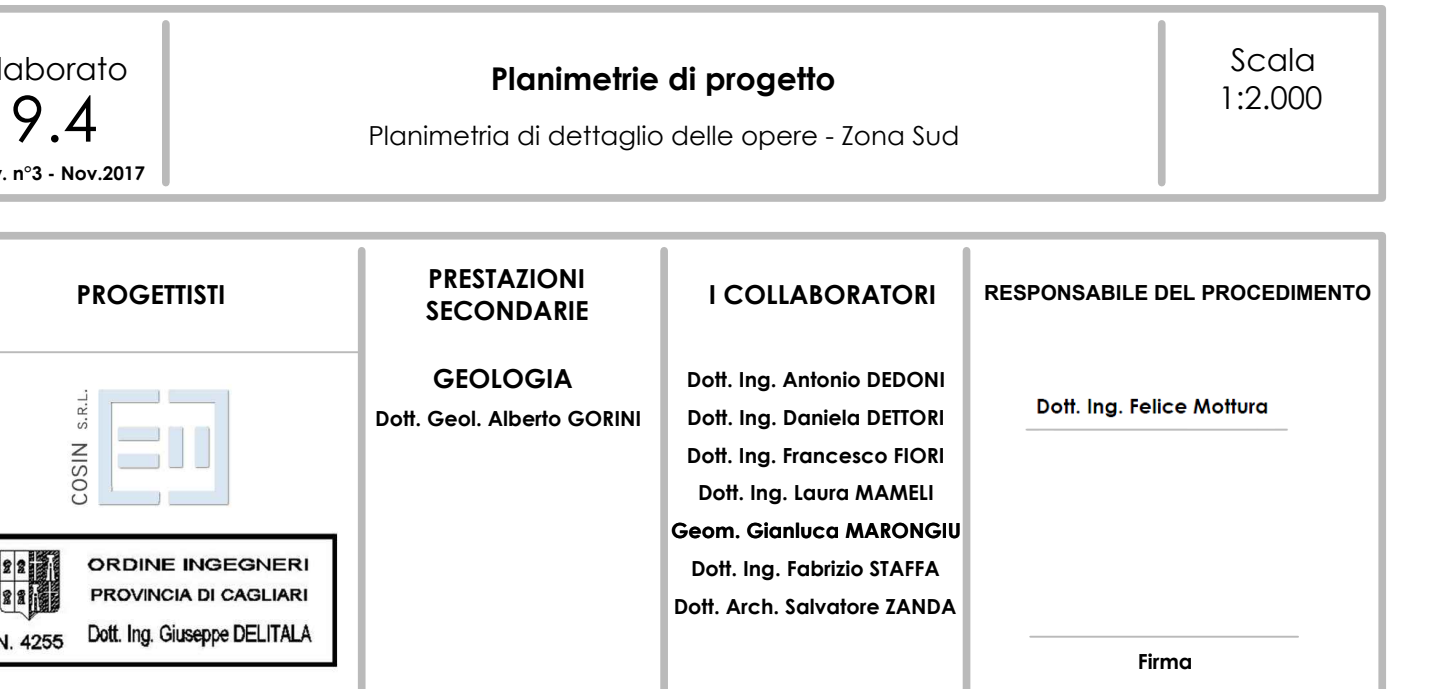 laborato
9.4
. n°3 - Nov.2017
Planimetrie di progetto
Planimetria di dettaglio delle opere - Zona Sud
Scala
1:2.000
PROGETTISTI
COSIN S.R.L.
ORDINE INGEGNERI
PROVINCIA DI CAGLIARI
N. 4255 Dott. Ing. Giuseppe DELITALA
PRESTAZIONI
SECONDARIE
GEOLOGIA
Dott. Geol. Alberto GORINI
I COLLABORATORI
Dott. Ing. Antonio DEDONI
Dott. Ing. Daniela DETTORI
Dott. Ing. Francesco FIORI
Dott. Ing. Laura MAMELI
Geom. Gianluca MARONGIU
Dott. Ing. Fabrizio STAFFA
Dott. Arch. Salvatore ZANDA
RESPONSABILE DEL PROCEDIMENTO
Dott. Ing. Felice Mottura
Firma